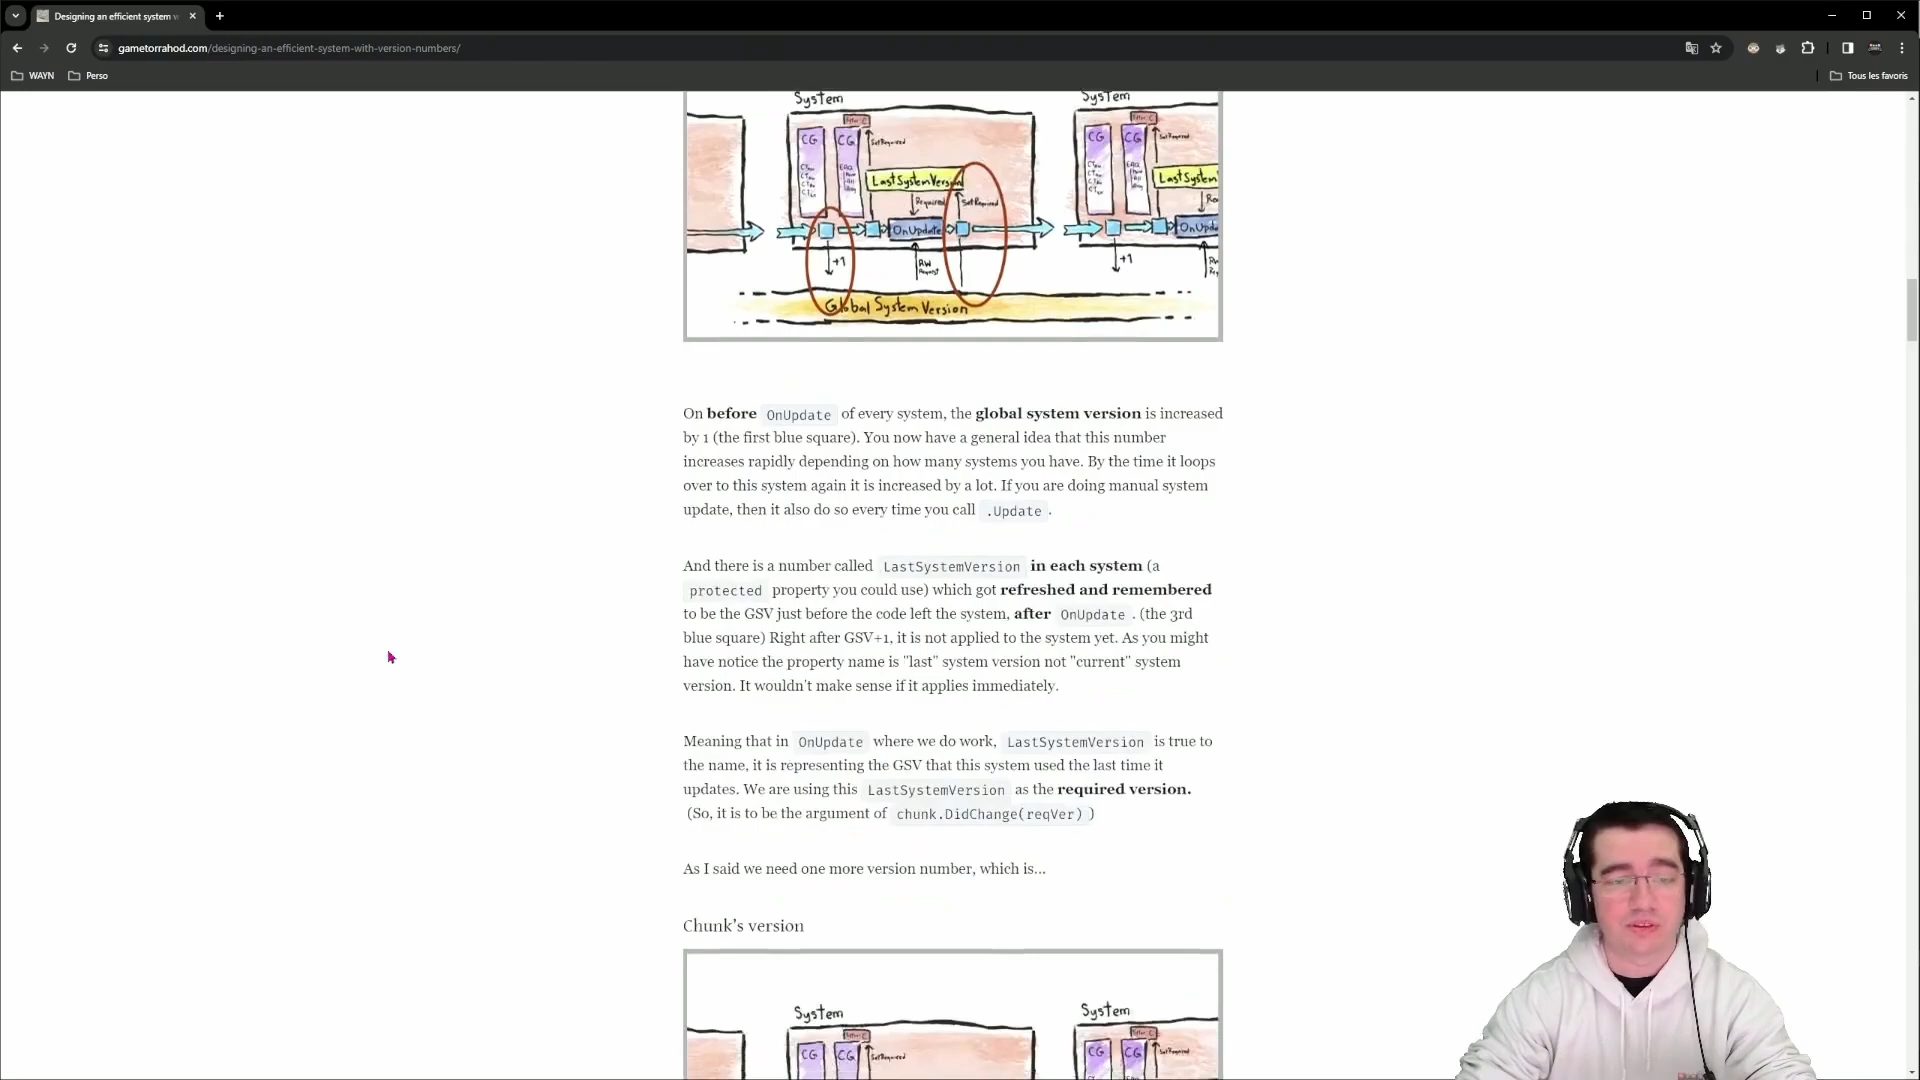 Designing an efficient system v
gametorrahod.com/designing-an-efficient-system-with-version-numbers/
WAYN
Perso
Tous les favoris
System
System
CG
CG
SetRequired
LastSystemVersion
Required
SetRequired
OnUpdate
+1
RW
Request
Global System Version
CG
CG
SetRequired
LastSystem
OnUpda
+1
On before OnUpdate of every system, the global system version is increased
by 1 (the first blue square). You now have a general idea that this number
increases rapidly depending on how many systems you have. By the time it loops
over to this system again it is increased by a lot. If you are doing manual system
update, then it also do so every time you call .Update .
And there is a number called LastSystemVersion in each system (a
protected property you could use) which got refreshed and remembered
to be the GSV just before the code left the system, after OnUpdate . (the 3rd
blue square) Right after GSV+1, it is not applied to the system yet. As you might
have notice the property name is "last" system version not "current" system
version. It wouldn't make sense if it applies immediately.
Meaning that in OnUpdate where we do work, LastSystemVersion is true to
the name, it is representing the GSV that this system used the last time it
updates. We are using this LastSystemVersion as the required version.
(So, it is to be the argument of chunk.DidChange(reqVer) )
As I said we need one more version number, which is...
Chunk's version
System
System
CG
CG
SetRequired
CG
CG
SetRequired